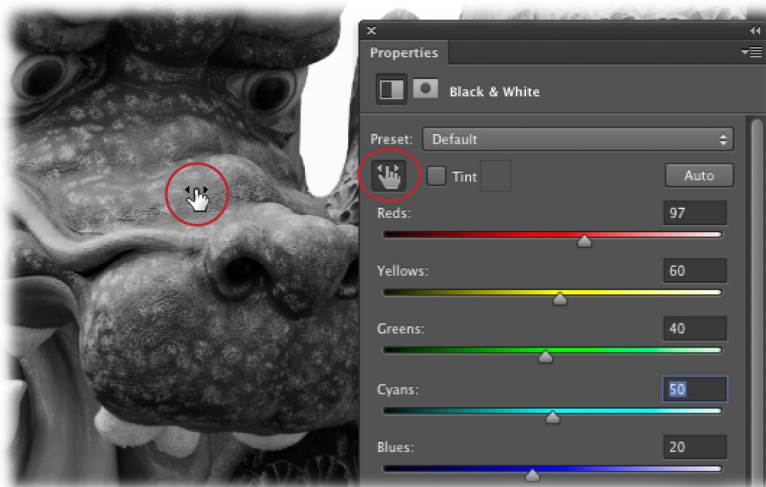 Properties
Black & White
Preset: Default
Tint Auto
Reds: 97
Yellows: 60
Greens: 40
Cyans: 50
Blues: 20